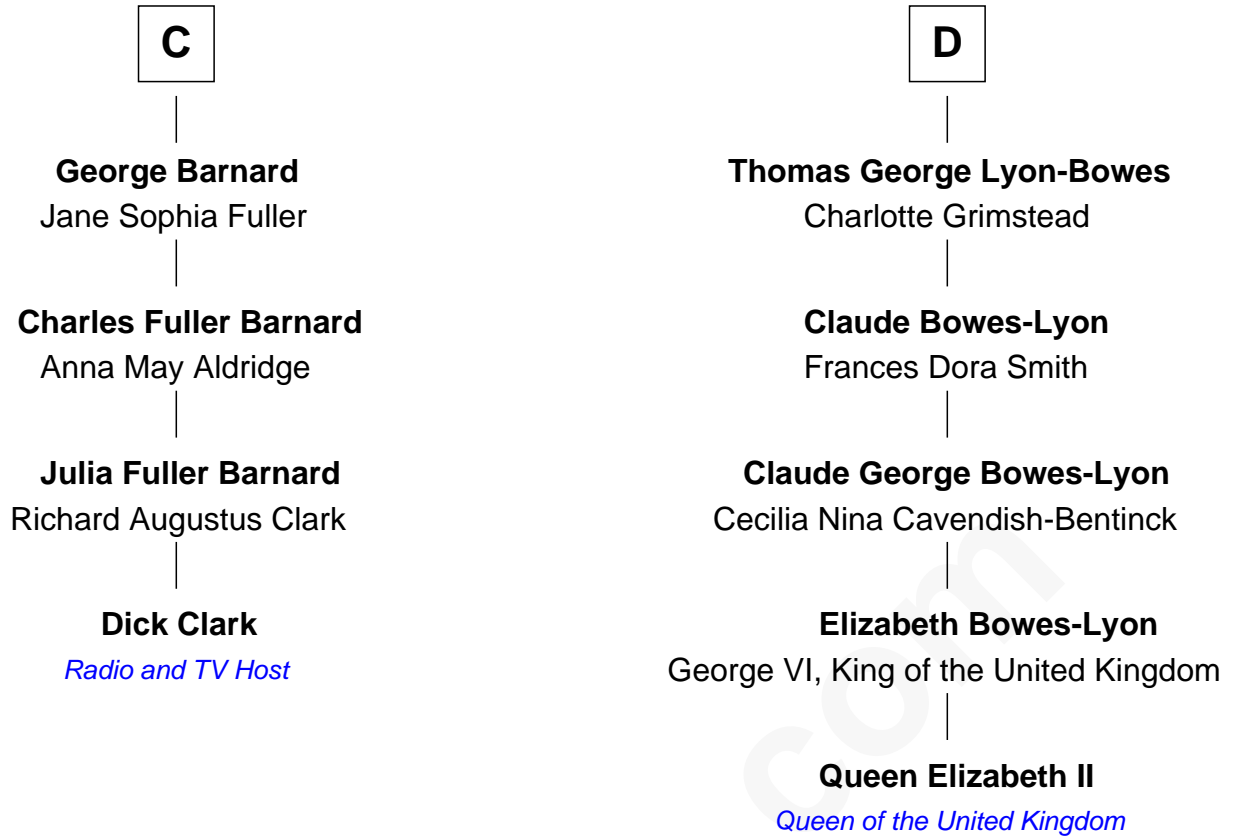 C
George Barnard
Jane Sophia Fuller
Charles Fuller Barnard
Anna May Aldridge
Julia Fuller Barnard
Richard Augustus Clark
Dick Clark
Radio and TV Host
D
Thomas George Lyon-Bowes
Charlotte Grimstead
Claude Bowes-Lyon
Frances Dora Smith
Claude George Bowes-Lyon
Cecilia Nina Cavendish-Bentinck
Elizabeth Bowes-Lyon
George VI, King of the United Kingdom
Queen Elizabeth II
Queen of the United Kingdom
com